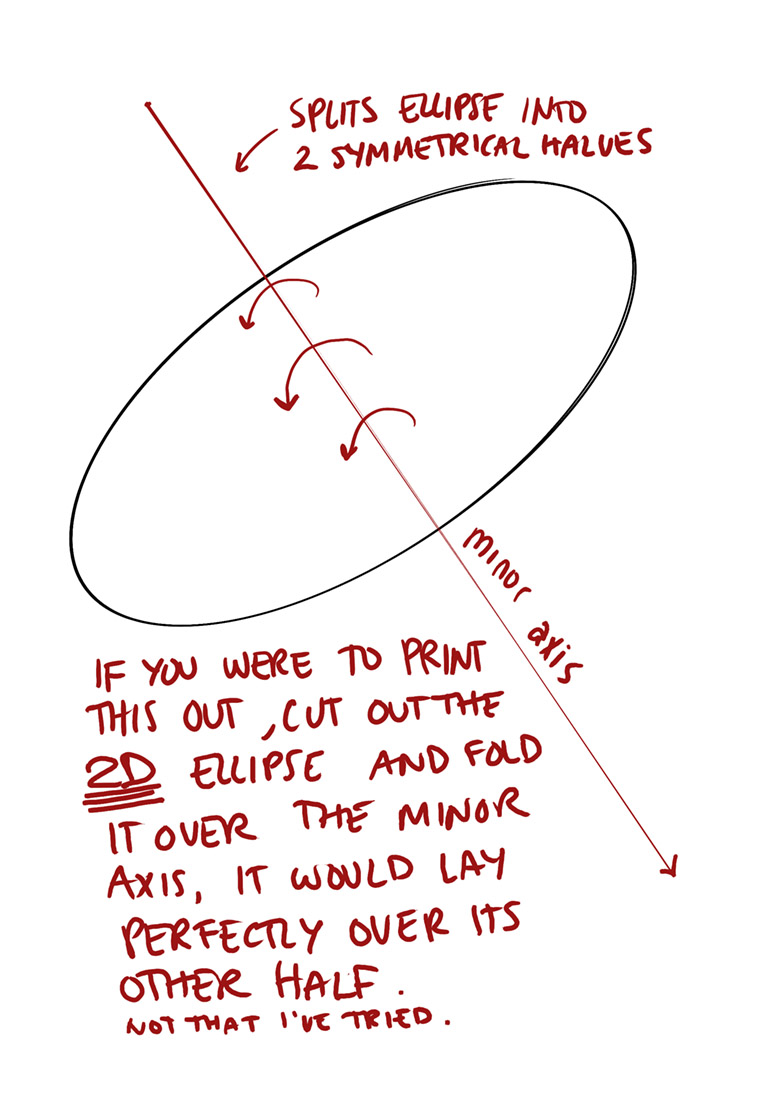 SPLITS ELLIPSE INTO
2 SYMMETRICAL HALVES
minor axis
IF YOU WERE TO PRINT
THIS OUT, CUT OUT THE
2D ELLIPSE AND FOLD
IT OVER THE MINOR
AXIS, IT WOULD LAY
PERFECTLY OVER ITS
OTHER HALF.
NOT THAT I'VE TRIED.